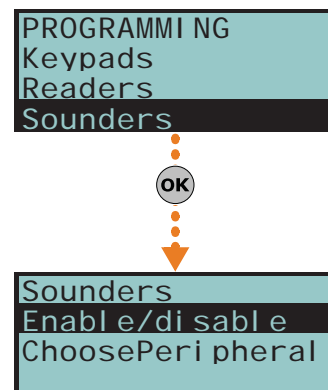 PROGRAMMING
Keypads
Readers
Sounders
OK
Sounders
Enable/disable
ChoosePeripheral